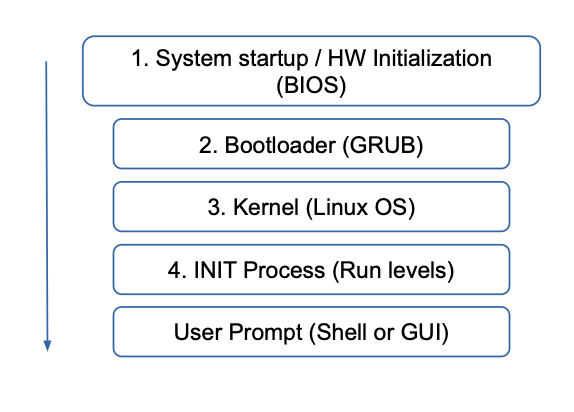 1. System startup / HW Initialization
(BIOS)
2. Bootloader (GRUB)
3. Kernel (Linux OS)
4. INIT Process (Run levels)
User Prompt (Shell or GUI)